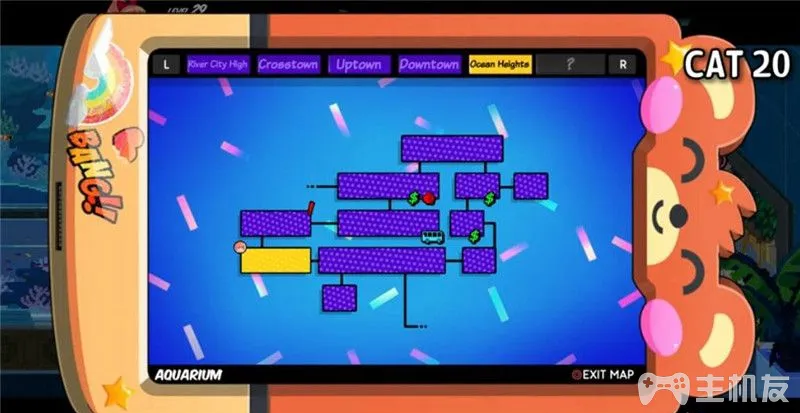 LEVEL 29
L River City High Crosstown Uptown Downtown Ocean Heights ? R
CAT 20
BANG!
$
$
$
AQUARIUM
EXIT MAP
主机友